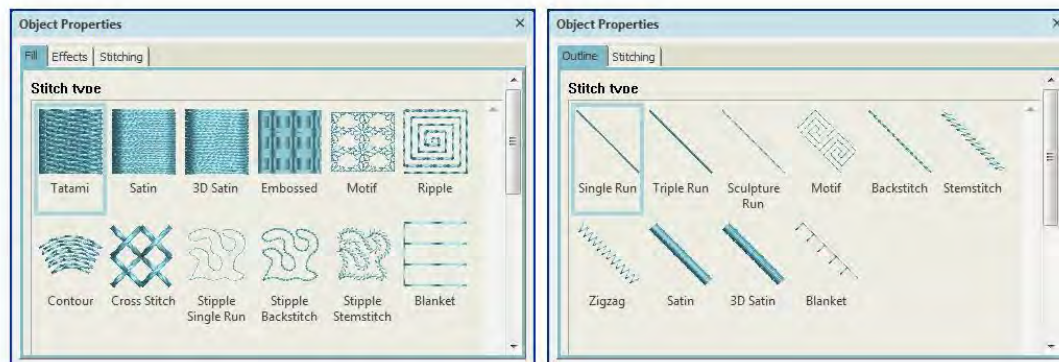 Object Properties
Fill Effects Stitching
Stitch type
Tatami Satin 3D Satin Embossed Motif Ripple
Contour Cross Stitch Stipple Single Run Stipple Backstitch Stipple Stemstitch Blanket
Object Properties
Outline Stitching
Stitch type
Single Run Triple Run Sculpture Run Motif Backstitch Stemstitch
Zigzag Satin 3D Satin Blanket